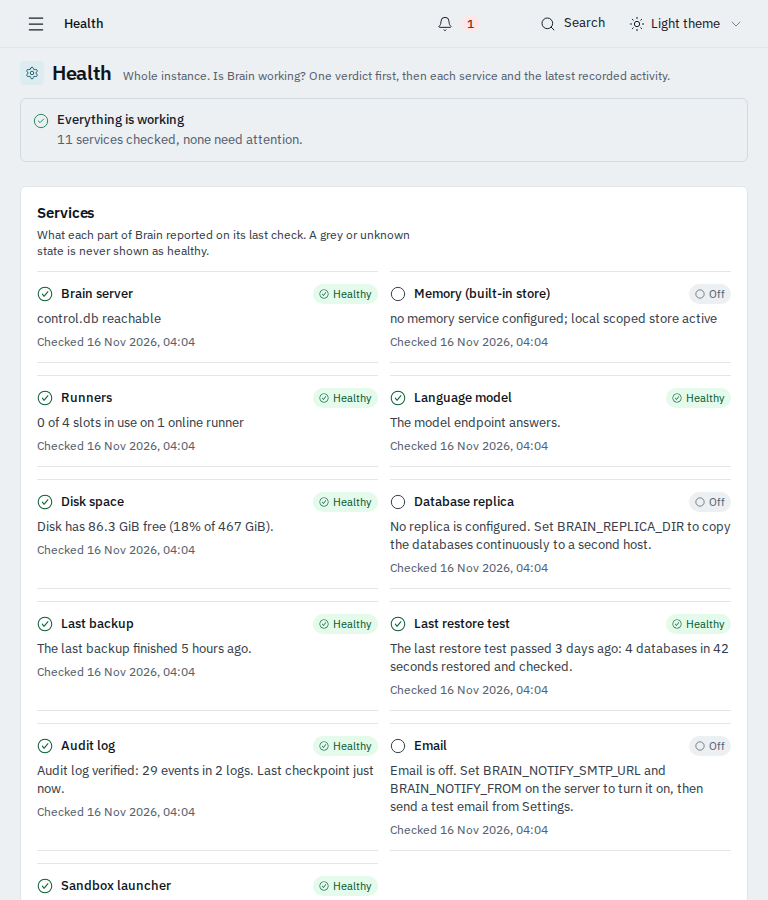 Health
1
Search
Light theme
Health
Whole instance. Is Brain working? One verdict first, then each service and the latest recorded activity.
Everything is working
11 services checked, none need attention.
Services
What each part of Brain reported on its last check. A grey or unknown
state is never shown as healthy.
Brain server
Healthy
control.db reachable
Checked 16 Nov 2026, 04:04
Memory (built-in store)
Off
no memory service configured; local scoped store active
Checked 16 Nov 2026, 04:04
Runners
Healthy
0 of 4 slots in use on 1 online runner
Checked 16 Nov 2026, 04:04
Language model
Healthy
The model endpoint answers.
Checked 16 Nov 2026, 04:04
Disk space
Healthy
Disk has 86.3 GiB free (18% of 467 GiB).
Checked 16 Nov 2026, 04:04
Database replica
Off
No replica is configured. Set BRAIN_REPLICA_DIR to copy
the databases continuously to a second host.
Checked 16 Nov 2026, 04:04
Last backup
Healthy
The last backup finished 5 hours ago.
Checked 16 Nov 2026, 04:04
Last restore test
Healthy
The last restore test passed 3 days ago: 4 databases in 42
seconds restored and checked.
Checked 16 Nov 2026, 04:04
Audit log
Healthy
Audit log verified: 29 events in 2 logs. Last checkpoint just
now.
Checked 16 Nov 2026, 04:04
Email
Off
Email is off. Set BRAIN_NOTIFY_SMTP_URL and
BRAIN_NOTIFY_FROM on the server to turn it on, then
send a test email from Settings.
Checked 16 Nov 2026, 04:04
Sandbox launcher
Healthy